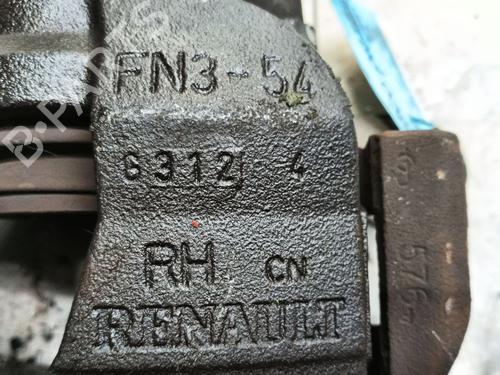 FN3-54
6312 4
RH CN
RENAULT
576
B-PARTS